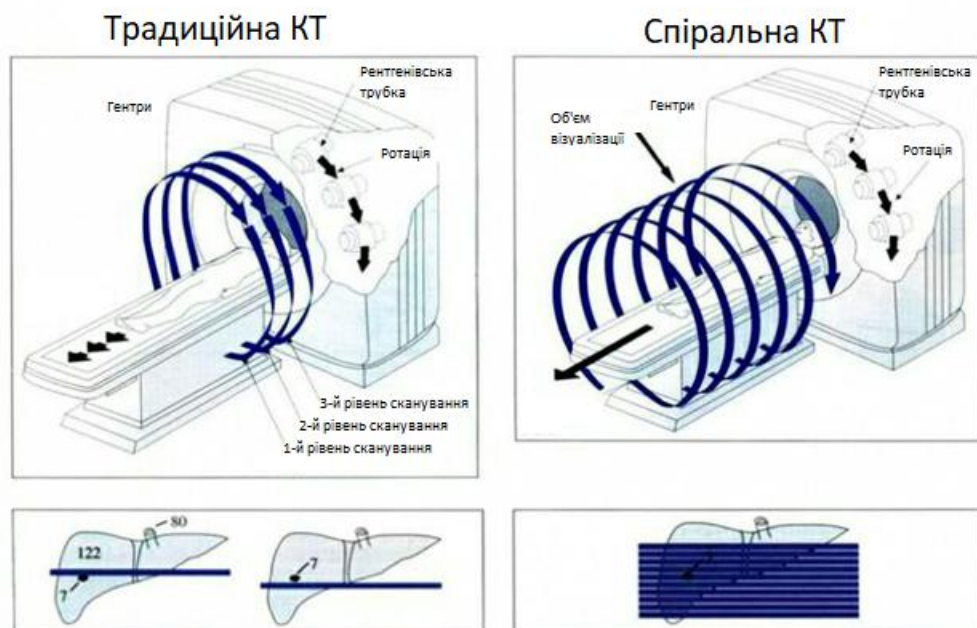 Традиційна КТ
Спіральна КТ
Рентгенівська
трубка
Гентри
Ротація
Рентгенівська
трубка
Гентри
Об'єм
візуалізації
Ротація
3-й рівень сканування
2-й рівень сканування
1-й рівень сканування
80
122
7
7